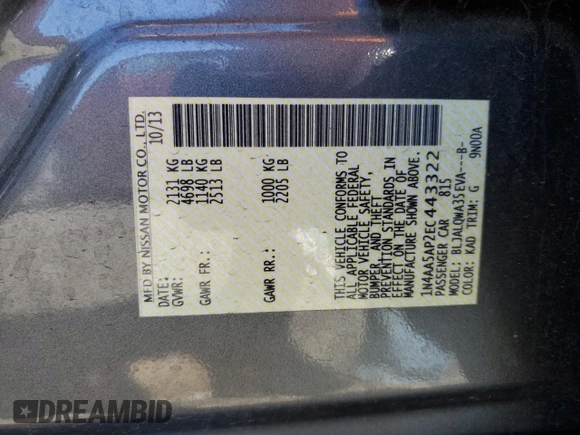 MFD BY NISSAN MOTOR CO., LTD.
DATE: 10/13
GVWR: 2131 KG
4698 LB
GAWR FR.: 1140 KG
2513 LB
GAWR RR.: 1000 KG
2205 LB
THIS VEHICLE CONFORMS TO
ALL APPLICABLE FEDERAL
MOTOR VEHICLE SAFETY,
BUMPER, AND THEFT
PREVENTION STANDARDS IN
EFFECT ON THE DATE OF
MANUFACTURE SHOWN ABOVE.
1N4AA5AP2EC443322
PASSENGER CAR 815
MODEL: BLJALQWA35EVA---B-
COLOR: KAD TRIM: G 9N00A
DREAMBID